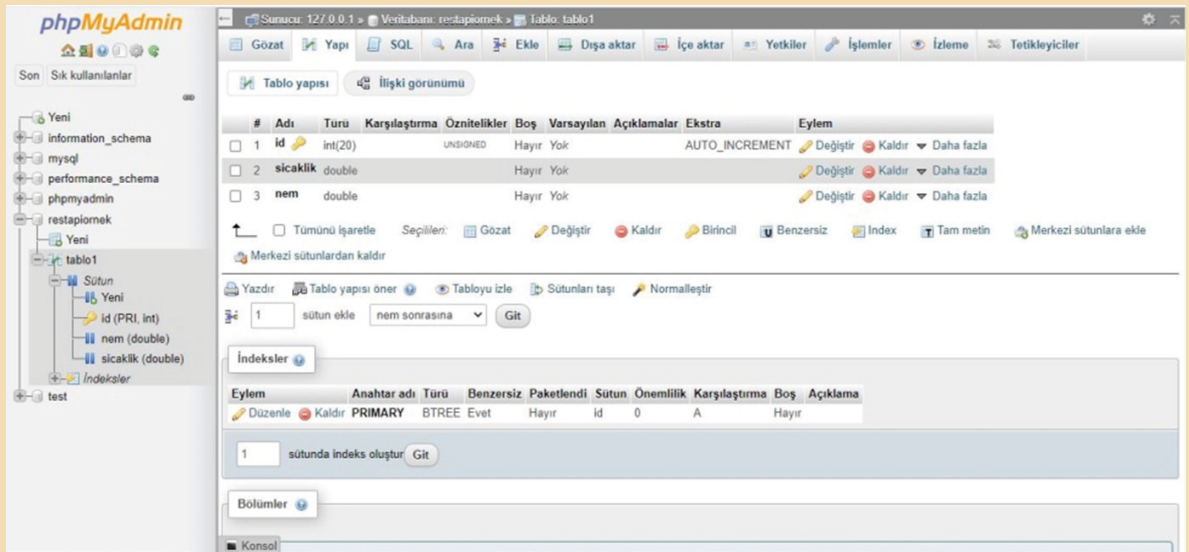 phpMyAdmin
Son Sık kullanılanlar
Yeni
information_schema
mysql
performance_schema
phpmyadmin
restapiornek
Yeni
tablo1
Sütun
Yeni
id (PRI, int)
nem (double)
sicaklik (double)
İndeksler
test
Sunucu: 127.0.0.1 » Veritabanı: restapiornek » Tablo: tablo1
Gözat Yapı SQL Ara Ekle Dışa aktar İçe aktar Yetkiler İşlemler İzleme Tetikleyiciler
Tablo yapısı İlişki görünümü
# Adı Türü Karşılaştırma Öznitelikler Boş Varsayılan Açıklamalar Ekstra Eylem
1 id int(20) UNSIGNED Hayır Yok AUTO_INCREMENT Değiştir Kaldır Daha fazla
2 sicaklik double Hayır Yok Değiştir Kaldır Daha fazla
3 nem double Hayır Yok Değiştir Kaldır Daha fazla
Tümünü işaretle Seçilileri: Gözat Değiştir Kaldır Birincil Benzersiz Index Tam metin Merkezi sütunlara ekle
Merkezi sütunlardan kaldır
Yazdır Tablo yapısı öner Tabloyu izle Sütunları taşı Normalleştir
1 sütun ekle nem sonrasına Git
İndeksler
Eylem Anahtar adı Türü Benzersiz Paketlendi Sütun Önemlilik Karşılaştırma Boş Açıklama
Düzenle Kaldır PRIMARY BTREE Evet Hayır id 0 A Hayır
1 sütunda indeks oluştur Git
Bölümler
Konsol